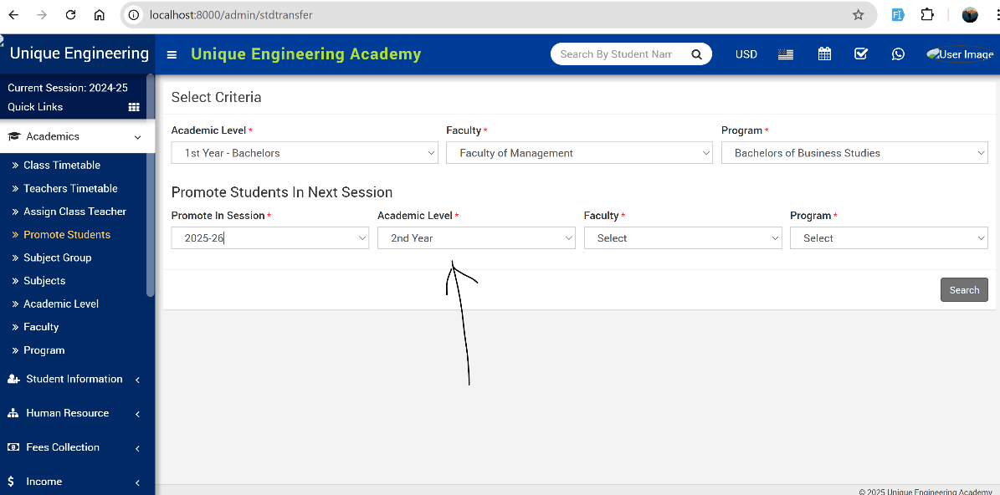 localhost:8000/admin/stdtransfer
Unique Engineering
Unique Engineering Academy
Search By Student Nam
USD
User Image
Current Session: 2024-25
Quick Links
Academics
Class Timetable
Teachers Timetable
Assign Class Teacher
Promote Students
Subject Group
Subjects
Academic Level
Faculty
Program
Student Information
Human Resource
Fees Collection
Income
Select Criteria
Academic Level *
Faculty *
Program *
1st Year - Bachelors
Faculty of Management
Bachelors of Business Studies
Promote Students In Next Session
Promote In Session *
Academic Level *
Faculty *
Program *
2025-26
2nd Year
Select
Select
Search
© 2025 Unique Engineering Academy